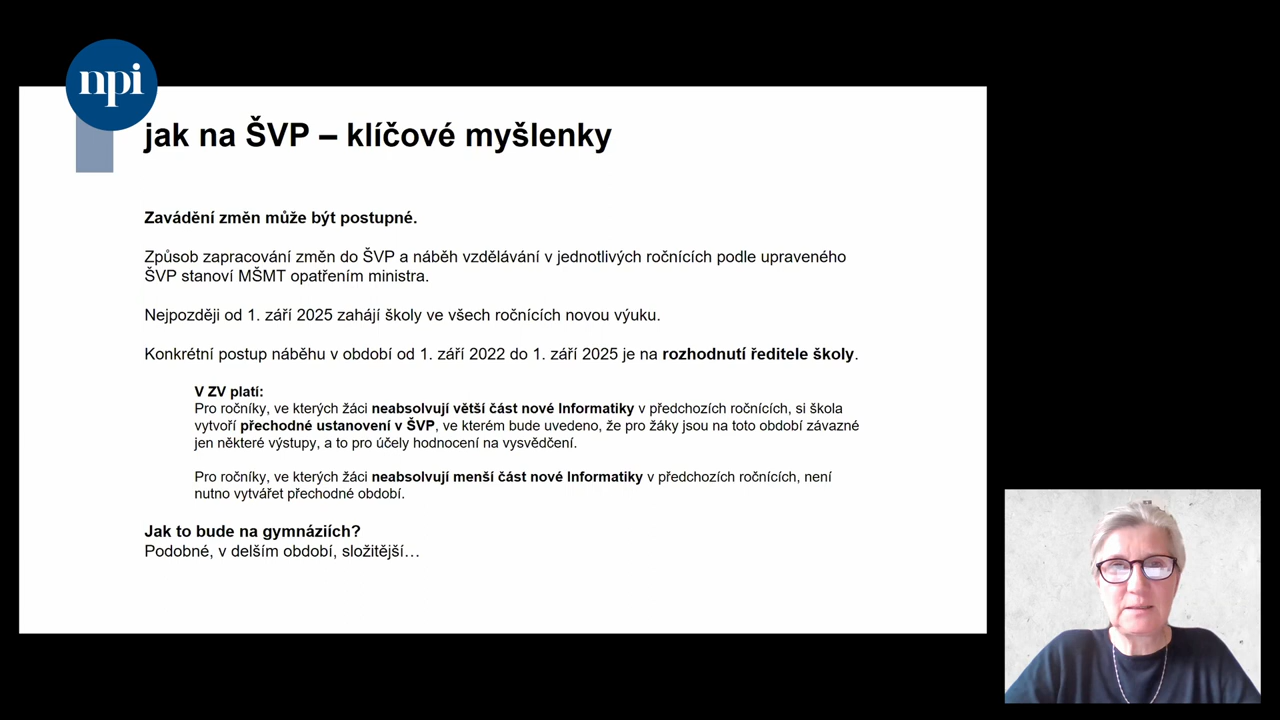 npi
jak na ŠVP – klíčové myšlenky
Zavádění změn může být postupné.
Způsob zapracování změn do ŠVP a náběh vzdělávání v jednotlivých ročnících podle upraveného
ŠVP stanoví MŠMT opatřením ministra.
Nejpozději od 1. září 2025 zahájí školy ve všech ročnících novou výuku.
Konkrétní postup náběhu v období od 1. září 2022 do 1. září 2025 je na rozhodnutí ředitele školy.
V ZV platí:
Pro ročníky, ve kterých žáci neabsolvují větší část nové Informatiky v předchozích ročnících, si škola
vytvoří přechodné ustanovení v ŠVP, ve kterém bude uvedeno, že pro žáky jsou na toto období závazné
jen některé výstupy, a to pro účely hodnocení na vysvědčení.
Pro ročníky, ve kterých žáci neabsolvují menší část nové Informatiky v předchozích ročnících, není
nutno vytvářet přechodné období.
Jak to bude na gymnáziích?
Podobné, v delším období, složitější…